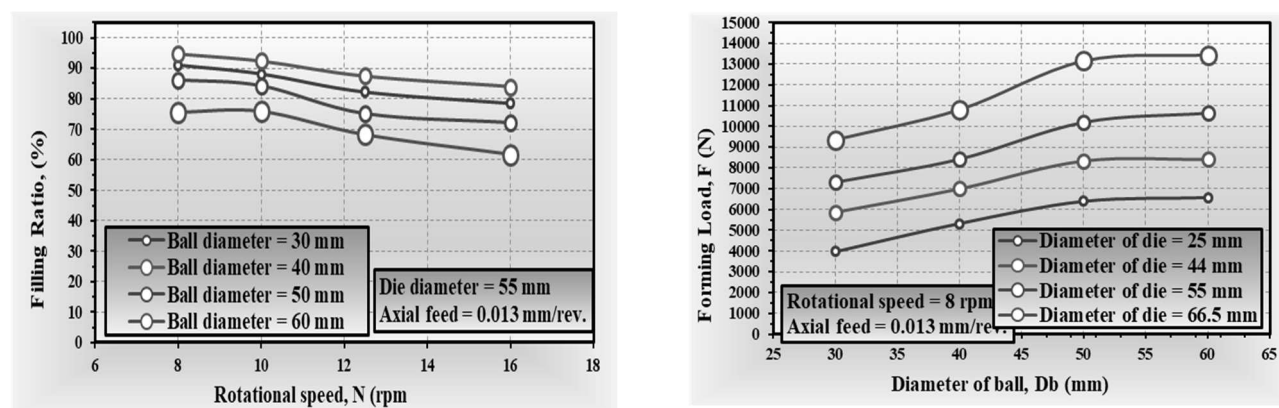 Filling Ratio, (%)
100
90
80
70
60
50
40
30
20
10
0
Ball diameter = 30 mm
Ball diameter = 40 mm
Ball diameter = 50 mm
Ball diameter = 60 mm
Die diameter = 55 mm
Axial feed = 0.013 mm/rev.
6 8 10 12 14 16 18
Rotational speed, N (rpm
Forming Load, F (N)
15000
14000
13000
12000
11000
10000
9000
8000
7000
6000
5000
4000
3000
2000
1000
0
Rotational speed = 8 rpm
Axial feed = 0.013 mm/rev.
Diameter of die = 25 mm
Diameter of die = 44 mm
Diameter of die = 55 mm
Diameter of die = 66.5 mm
25 30 35 40 45 50 55 60 65
Diameter of ball, Db (mm)